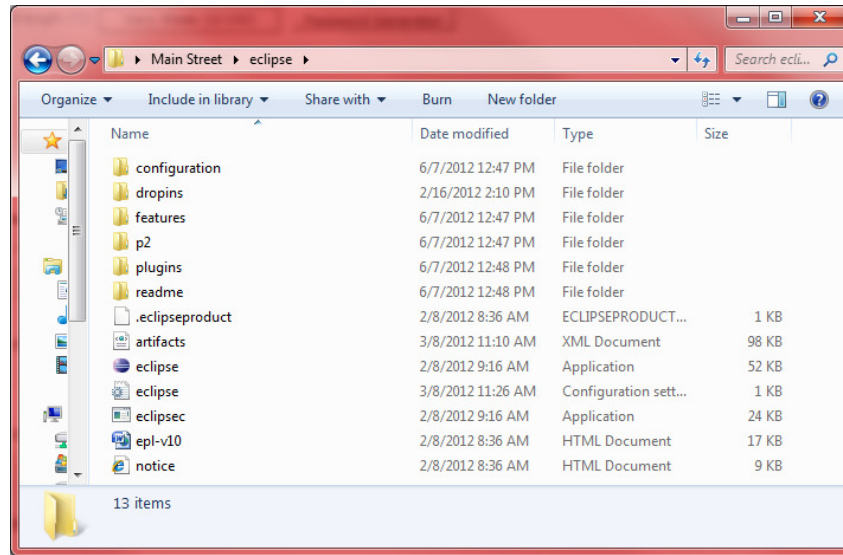 Main Street eclipse
Search ecli...
Organize Include in library Share with Burn New folder
Name Date modified Type Size
configuration 6/7/2012 12:47 PM File folder
dropins 2/16/2012 2:10 PM File folder
features 6/7/2012 12:47 PM File folder
p2 6/7/2012 12:47 PM File folder
plugins 6/7/2012 12:48 PM File folder
readme 6/7/2012 12:48 PM File folder
.eclipseproduct 2/8/2012 8:36 AM ECLIPSEPRODUCT... 1 KB
artifacts 3/8/2012 11:10 AM XML Document 98 KB
eclipse 2/8/2012 9:16 AM Application 52 KB
eclipse 3/8/2012 11:26 AM Configuration sett... 1 KB
eclipsec 2/8/2012 9:16 AM Application 24 KB
epl-v10 2/8/2012 8:36 AM HTML Document 17 KB
notice 2/8/2012 8:36 AM HTML Document 9 KB
13 items